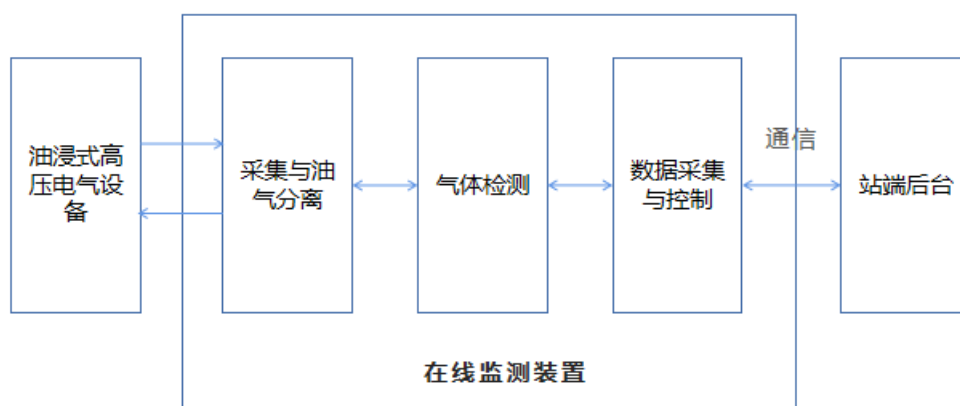 油浸式高
压电气设
备
采集与油
气分离
气体检测
数据采集
与控制
通信
站端后台
在线监测装置